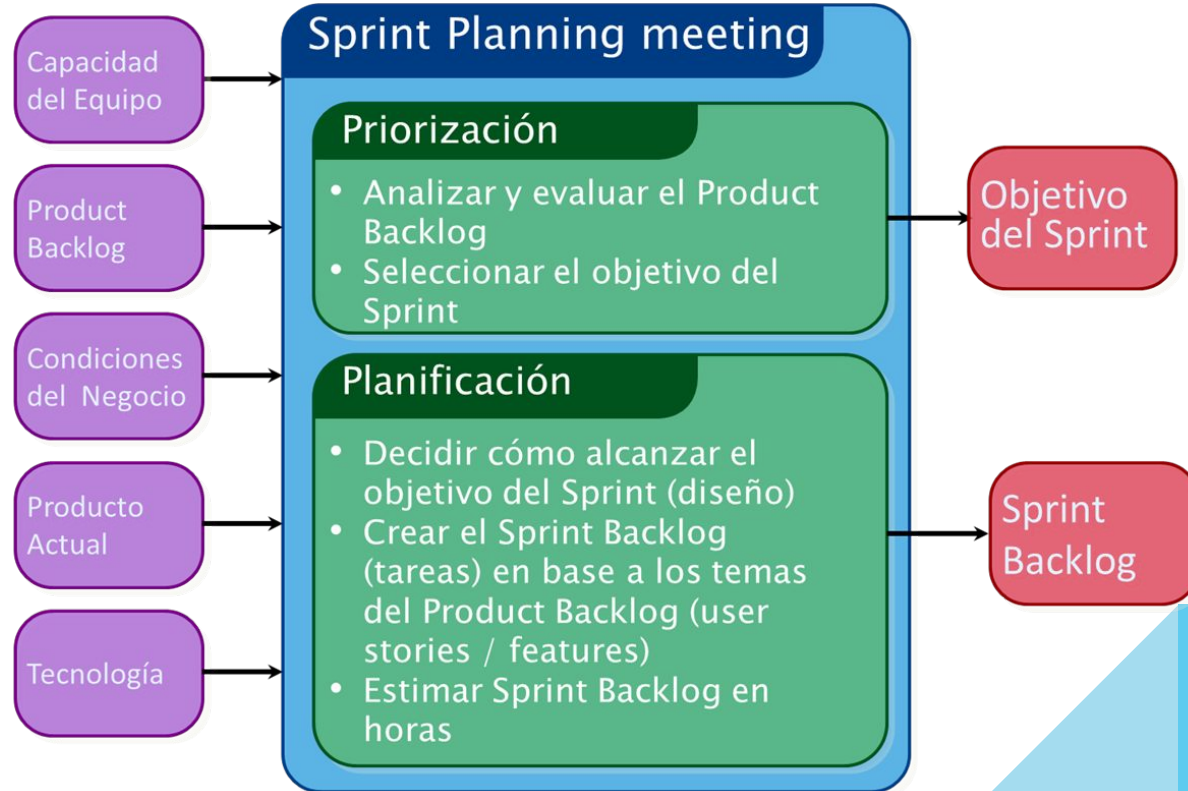 Capacidad
del Equipo
Product
Backlog
Condiciones
del Negocio
Producto
Actual
Tecnología
Sprint Planning meeting
Priorización
• Analizar y evaluar el Product
Backlog
• Seleccionar el objetivo del
Sprint
Planificación
• Decidir cómo alcanzar el
objetivo del Sprint (diseño)
• Crear el Sprint Backlog
(tareas) en base a los temas
del Product Backlog (user
stories / features)
• Estimar Sprint Backlog en
horas
Objetivo
del Sprint
Sprint
Backlog